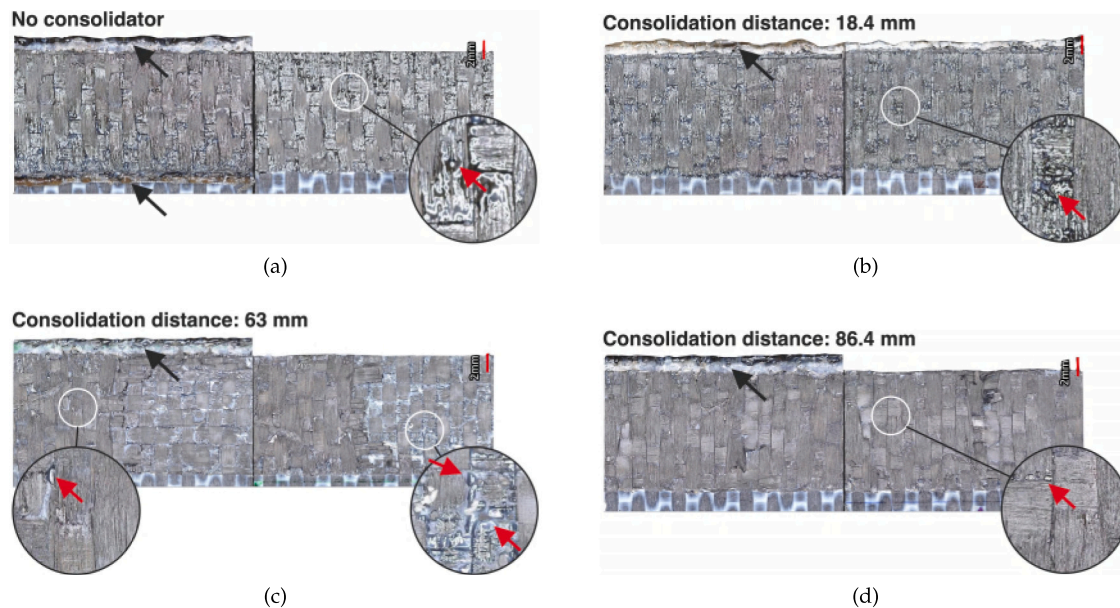 No consolidator
2mm
(a)
Consolidation distance: 18.4 mm
2mm
(b)
Consolidation distance: 63 mm
2mm
(c)
Consolidation distance: 86.4 mm
2mm
(d)